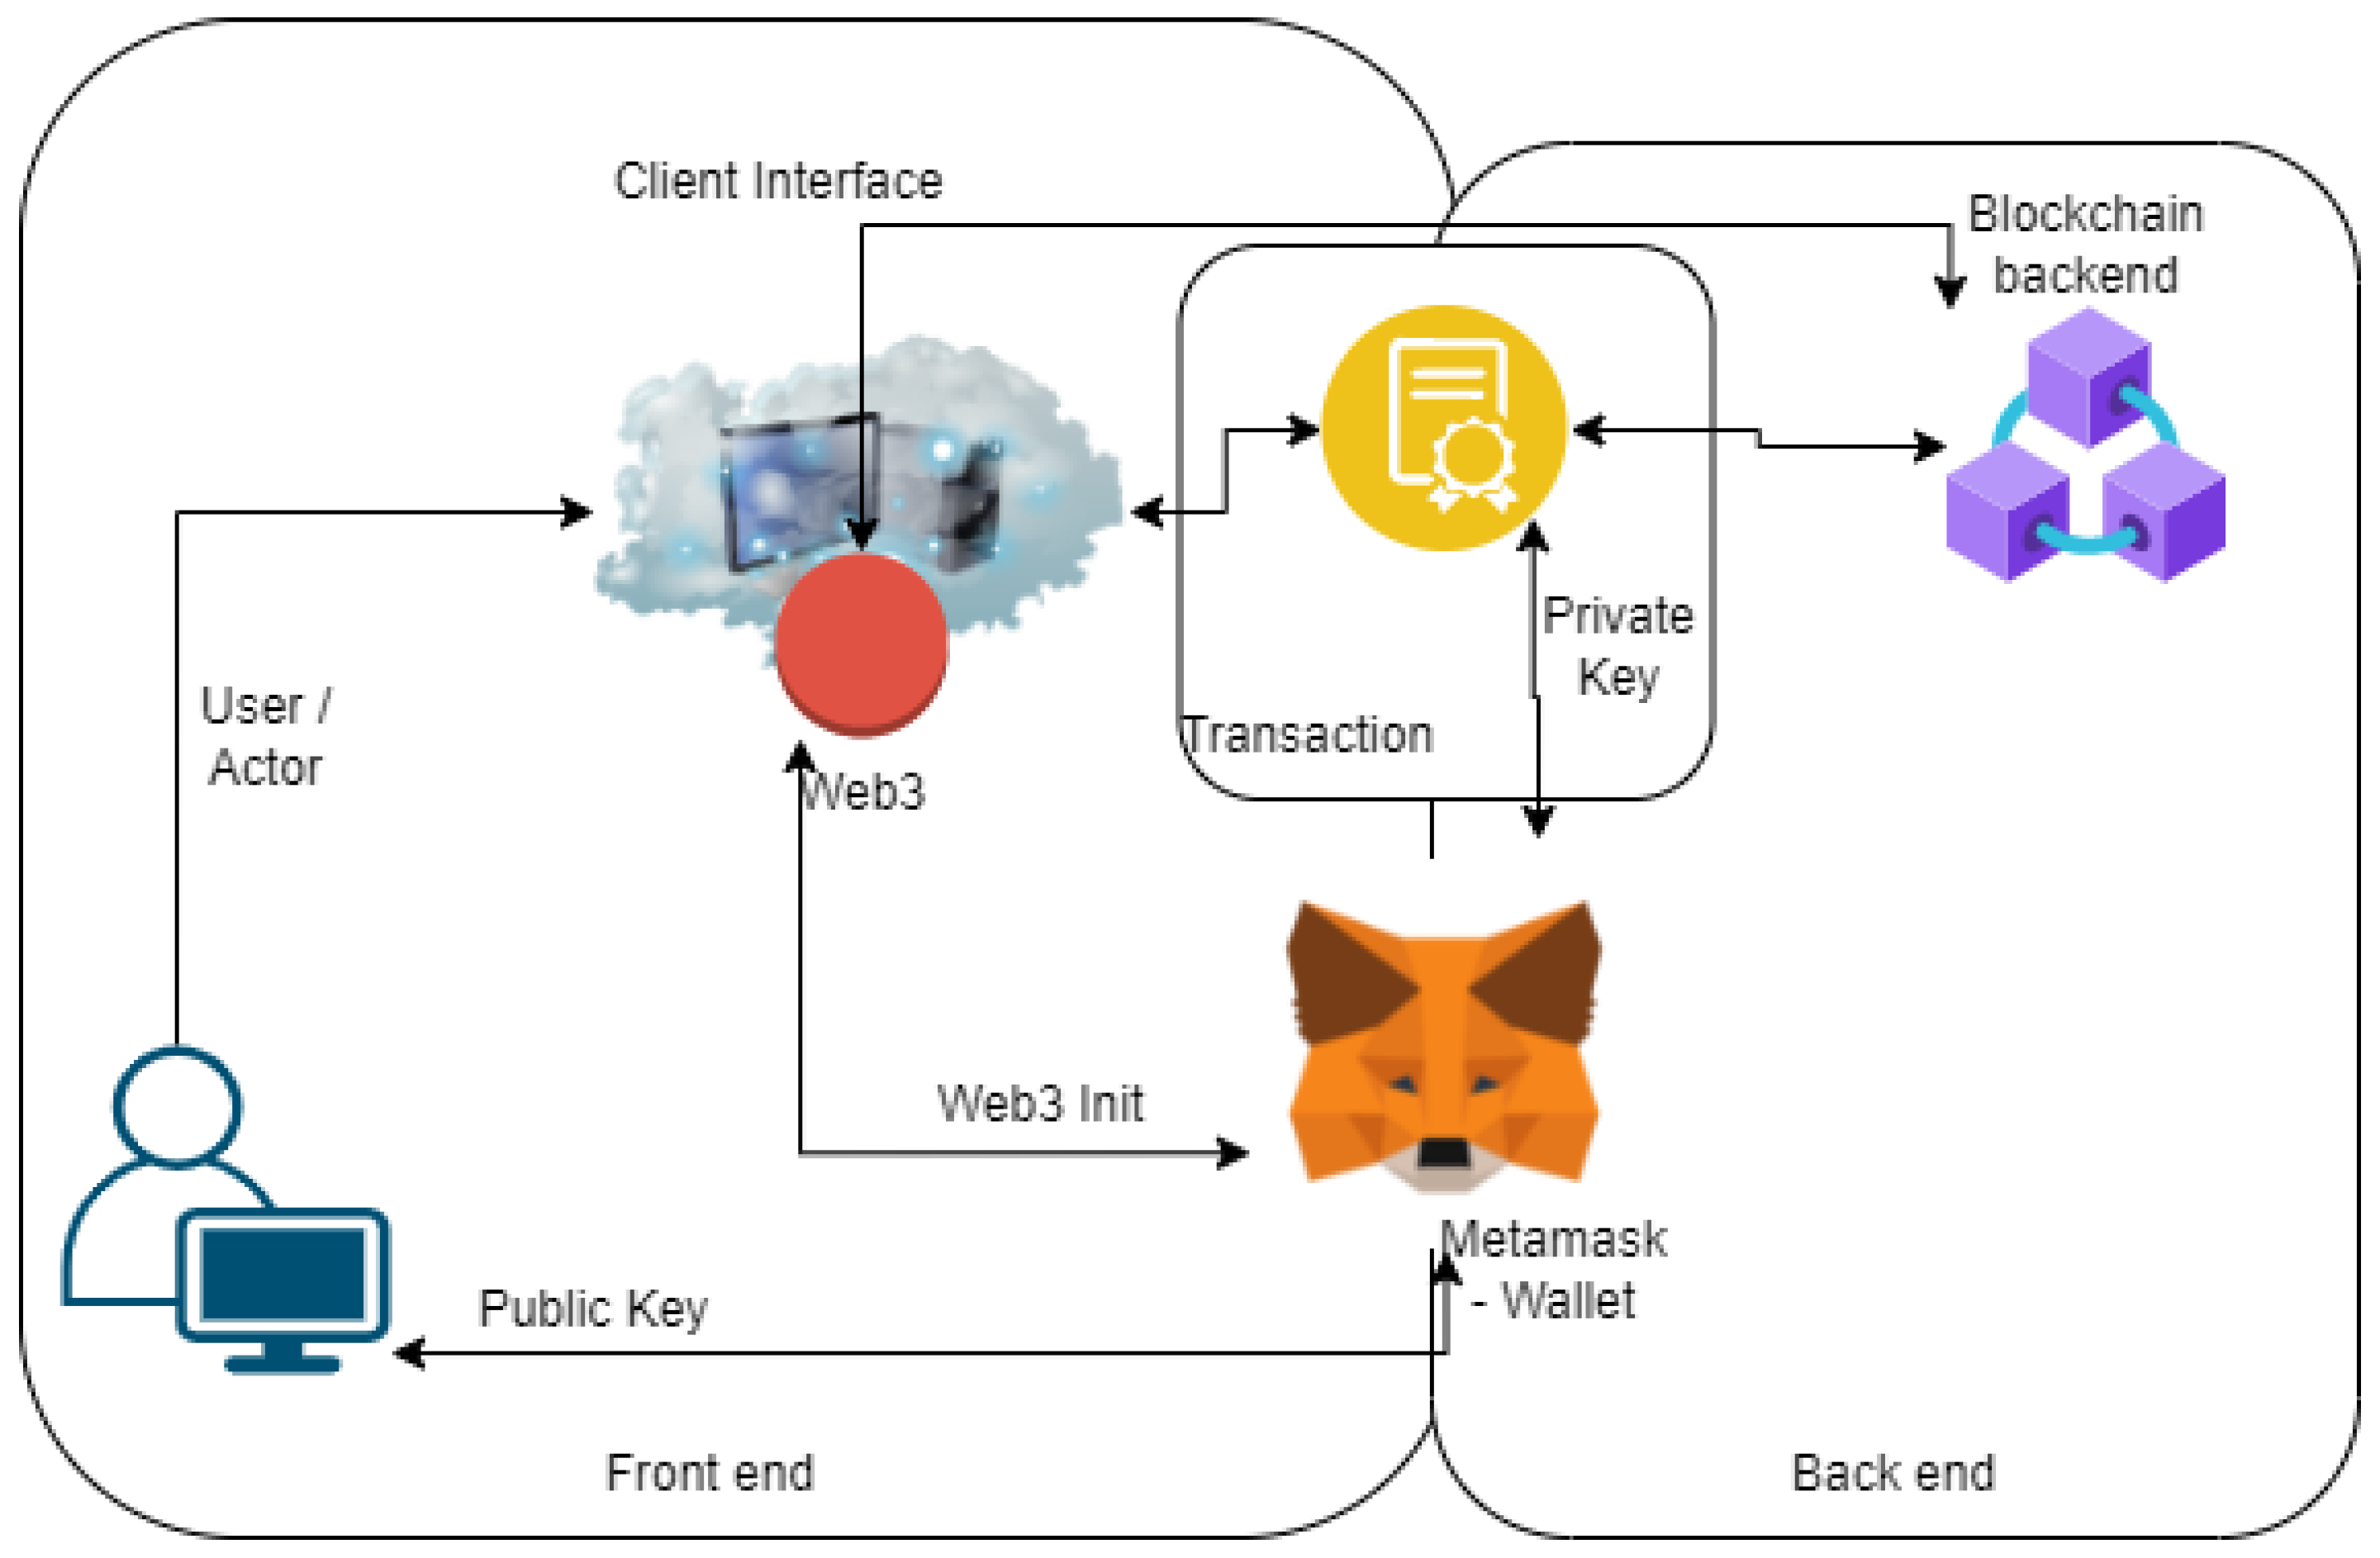 Client Interface
Blockchain
backend
Private
Key
User /
Actor
Transaction
Web3
Web3 Init
Metamask
- Wallet
Public Key
Front end
Back end